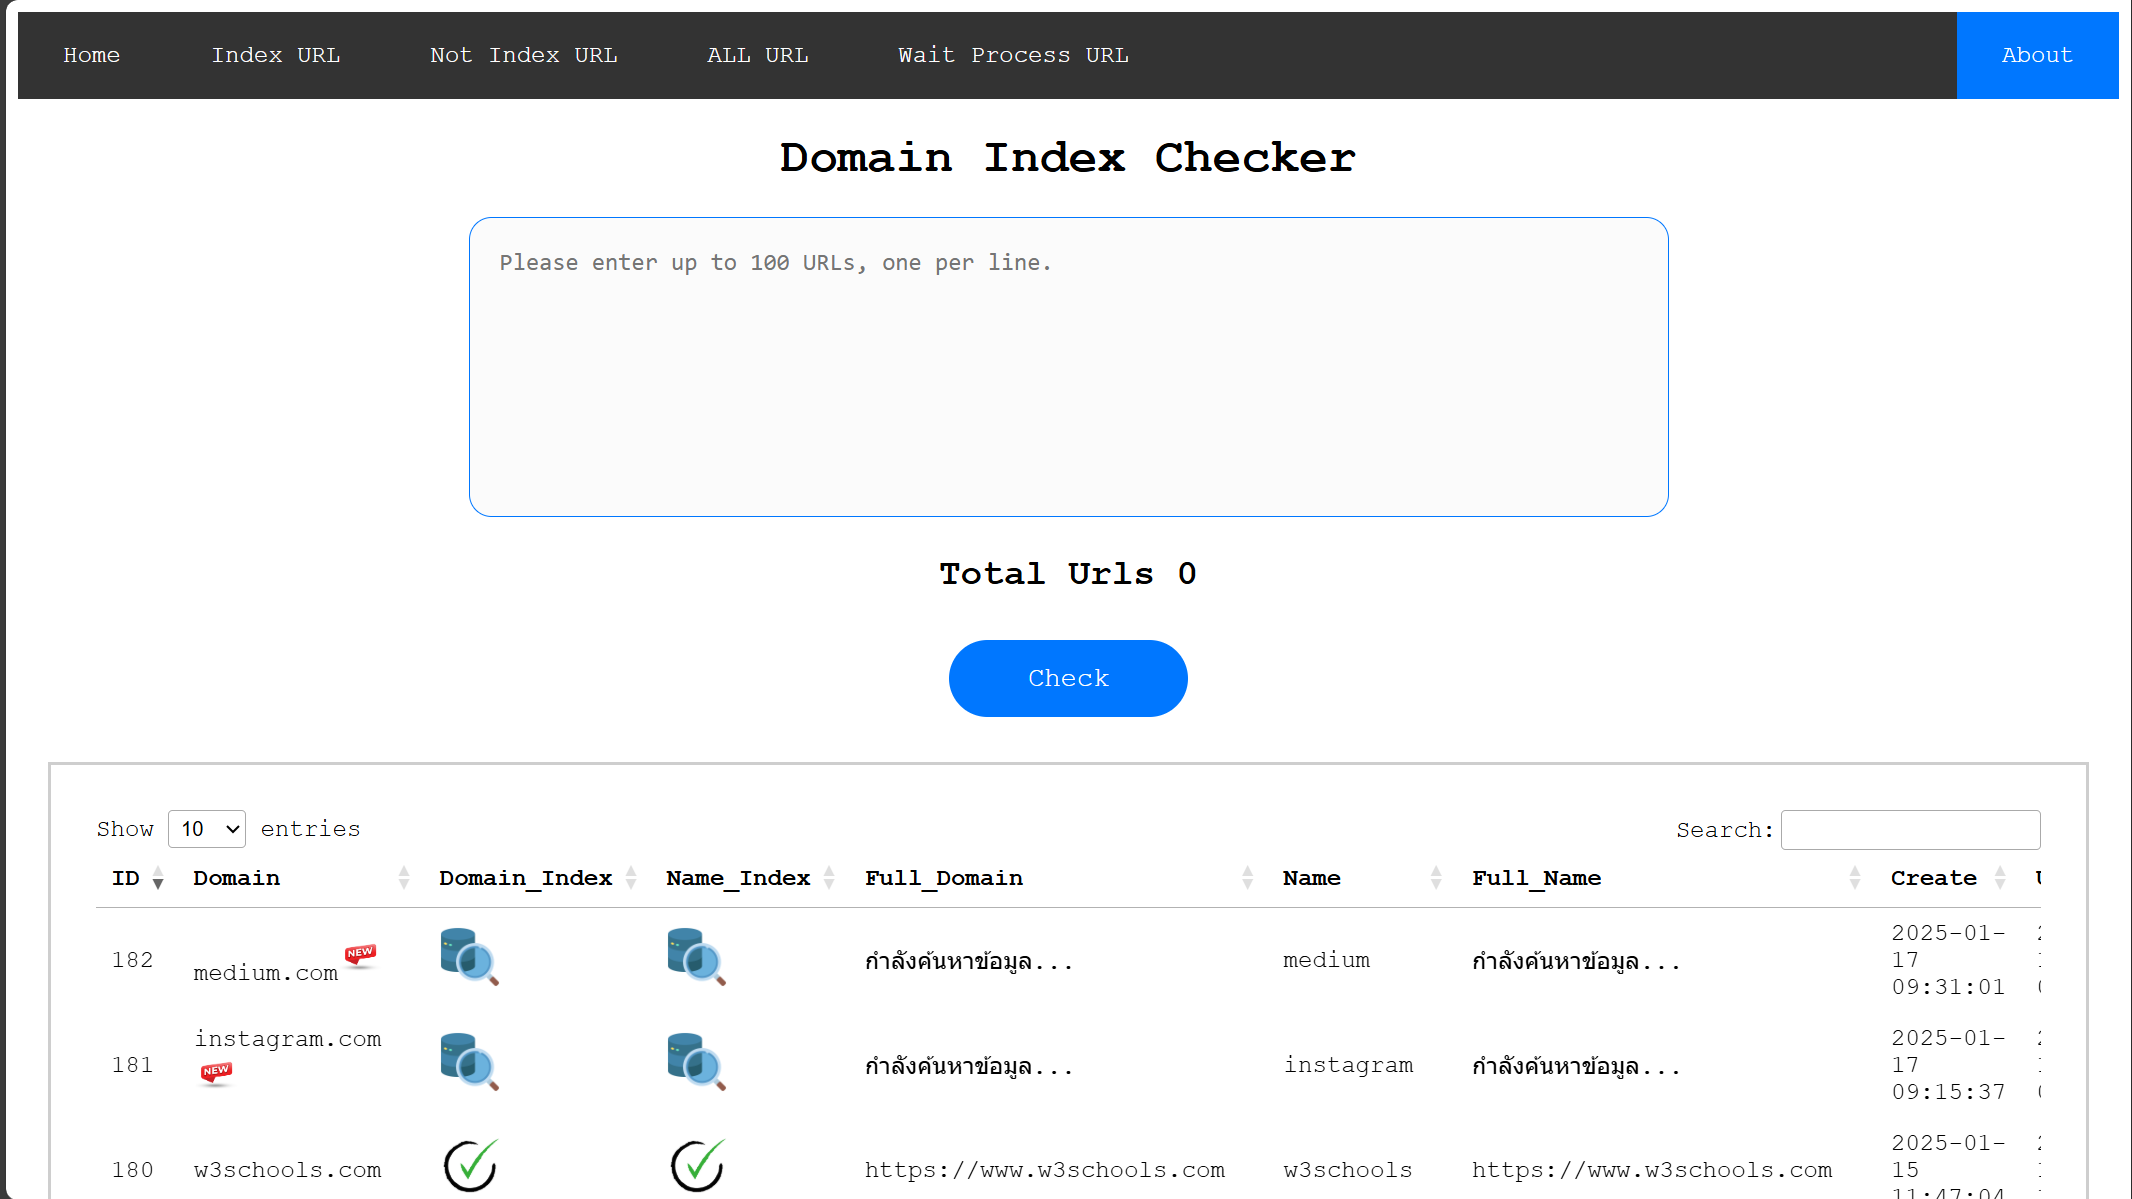 Home Index URL Not Index URL ALL URL Wait Process URL About
Domain Index Checker
Please enter up to 100 URLs, one per line.
Total Urls 0
Check
Show 10 entries Search:
ID Domain Domain_Index Name_Index Full_Domain Name Full_Name Create
182 medium.com NEW กำลังค้นหาข้อมูล... medium กำลังค้นหาข้อมูล... 2025-01-
17
09:31:01
181 instagram.com NEW กำลังค้นหาข้อมูล... instagram กำลังค้นหาข้อมูล... 2025-01-
17
09:15:37
180 w3schools.com https://www.w3schools.com w3schools https://www.w3schools.com 2025-01-
15
11:47:04